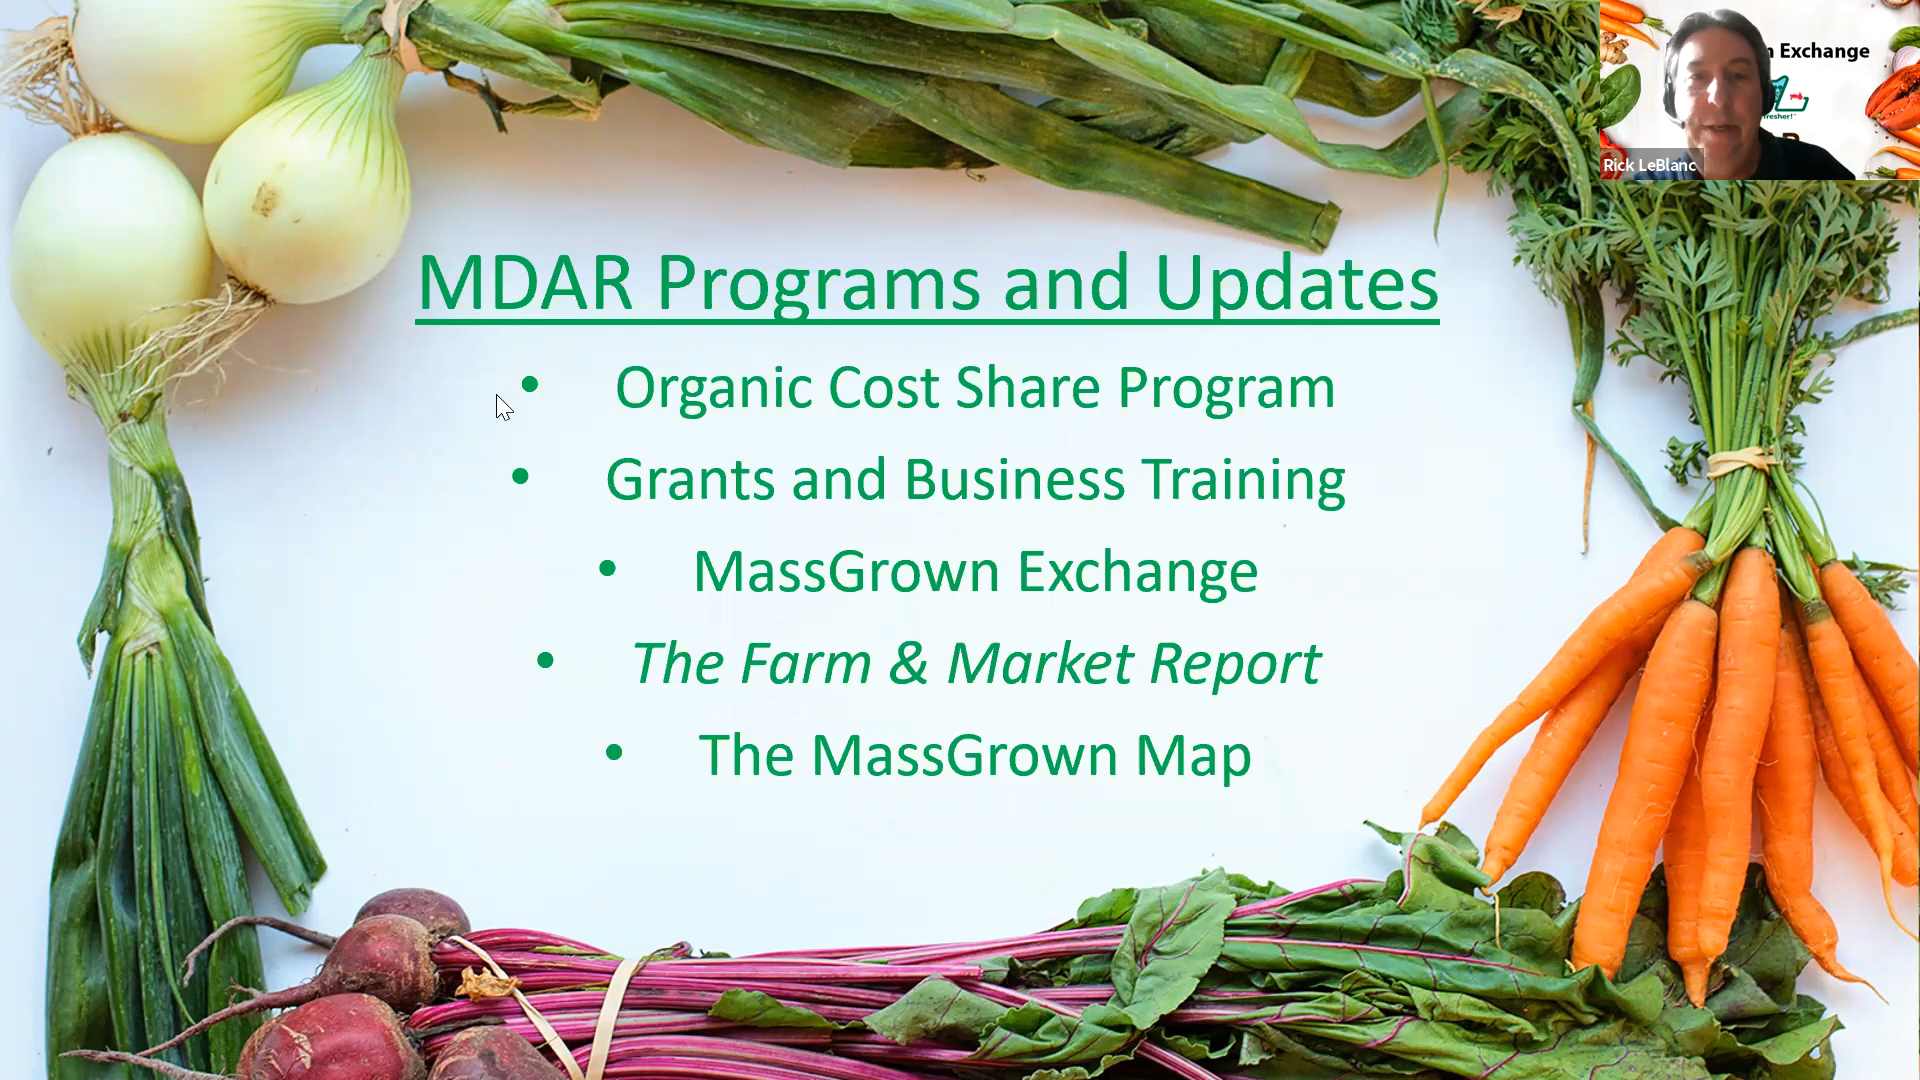 MDAR Programs and Updates
• Organic Cost Share Program
• Grants and Business Training
• MassGrown Exchange
• The Farm & Market Report
• The MassGrown Map
Exchange
fresher!
Rick LeBlanc